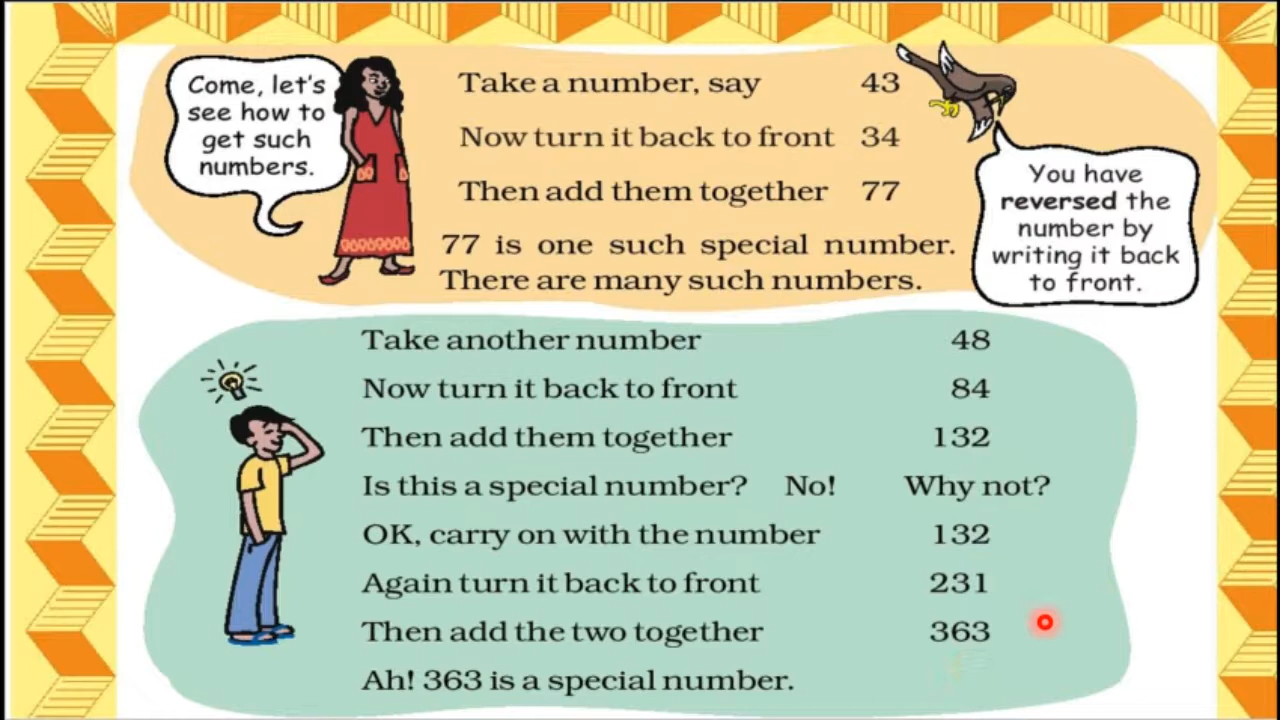 Come, let's
see how to
get such
numbers.
Take a number, say 43
Now turn it back to front 34
Then add them together 77
77 is one such special number.
There are many such numbers.
You have
reversed the
number by
writing it back
to front.
Take another number 48
Now turn it back to front 84
Then add them together 132
Is this a special number? No! Why not?
OK, carry on with the number 132
Again turn it back to front 231
Then add the two together 363
Ah! 363 is a special number.